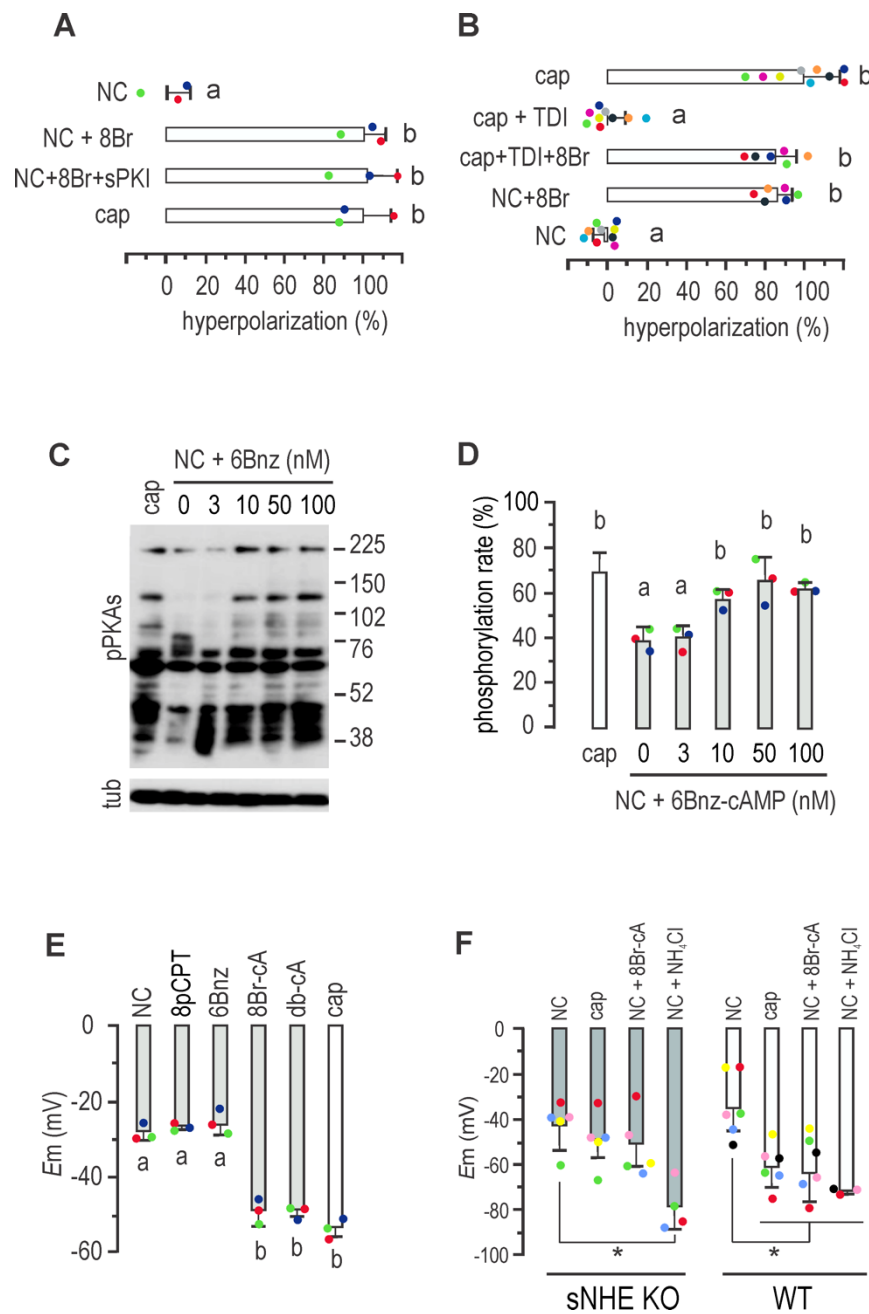 A
NC
a
NC + 8Br
b
NC+8Br+sPKI
b
cap
b
0 20 40 60 80 100
hyperpolarization (%)
B
cap
b
cap + TDI
a
cap+TDI+8Br
b
NC+8Br
b
NC
a
0 20 40 60 80 100
hyperpolarization (%)
C
NC + 6Bnz (nM)
cap 0 3 10 50 100
pPKAs
225
150
102
76
52
38
tub
D
phosphorylation rate (%)
100
80
60
40
20
0
b a a b b b
cap 0 3 10 50 100
NC + 6Bnz-cAMP (nM)
E
NC 8pCPT 6Bnz 8Br-cA db-cA cap
Em (mV)
0
-20
-40
-60
a a a b b b
F
NC cap NC + 8Br-cA NC + NH4Cl NC cap NC + 8Br-cA NC + NH4Cl
Em (mV)
0
-20
-40
-60
-80
-100
* *
sNHE KO WT